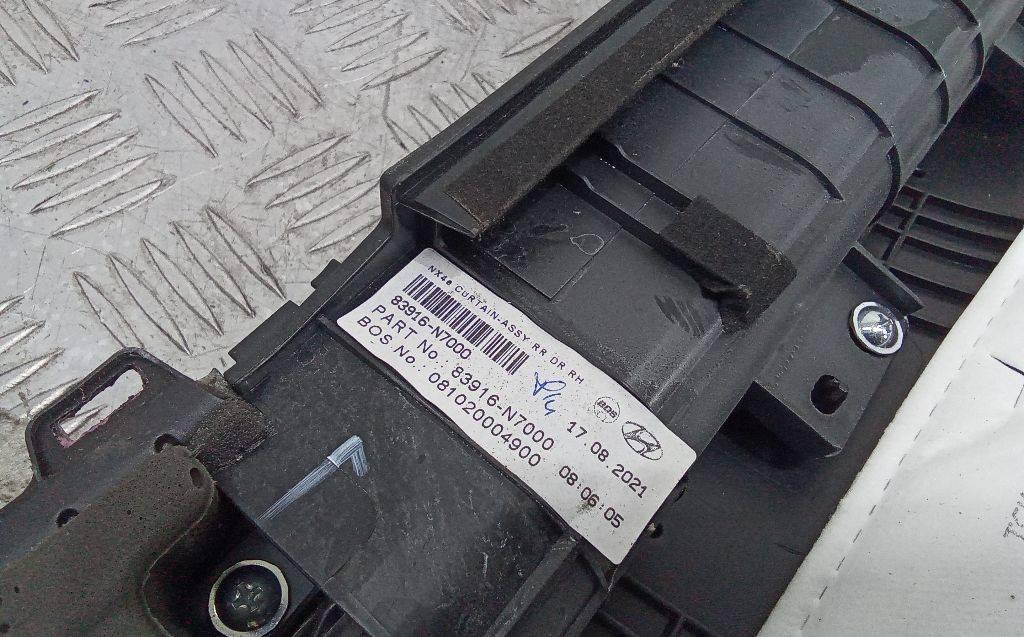 NX4e CURTAIN-ASSY RR DR RH
83916-N7000
PART No.: 83916-N7000 17.08.2021
BOS No.: 081020004900 08:06:05
BOS